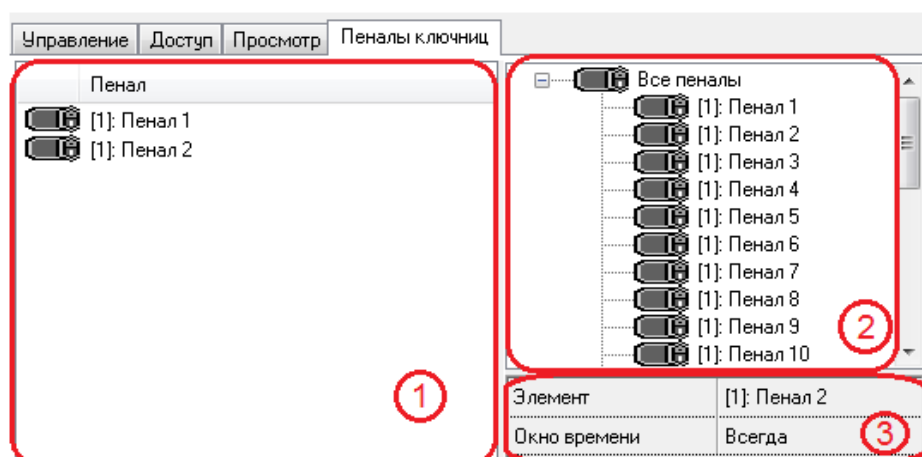 Управление Доступ Просмотр Пеналы ключниц
Пенал
[1]: Пенал 1
[1]: Пенал 2
1
Все пеналы
[1]: Пенал 1
[1]: Пенал 2
[1]: Пенал 3
[1]: Пенал 4
[1]: Пенал 5
[1]: Пенал 6
[1]: Пенал 7
[1]: Пенал 8
[1]: Пенал 9
[1]: Пенал 10
2
Элемент [1]: Пенал 2
Окно времени Всегда
3